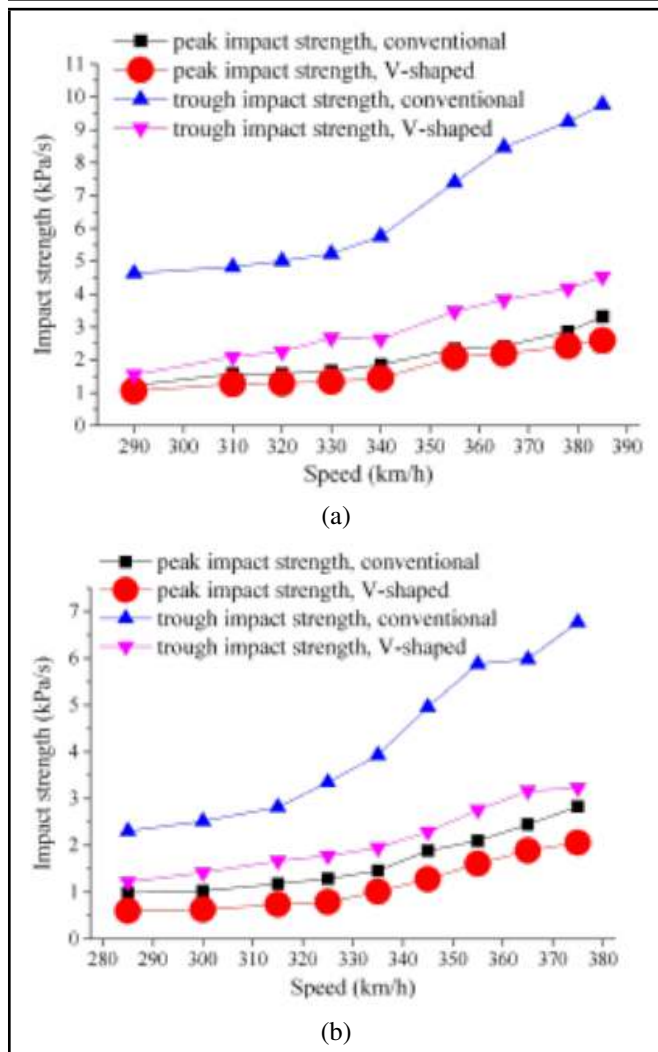 peak impact strength, conventional
peak impact strength, V-shaped
trough impact strength, conventional
trough impact strength, V-shaped
11
10
9
8
7
6
5
4
3
2
1
0
Impact strength (kPa/s)
290 300 310 320 330 340 350 360 370 380 390
Speed (km/h)
(a)
peak impact strength, conventional
peak impact strength, V-shaped
trough impact strength, conventional
trough impact strength, V-shaped
7
6
5
4
3
2
1
0
Impact strength (kPa/s)
280 290 300 310 320 330 340 350 360 370 380
Speed (km/h)
(b)